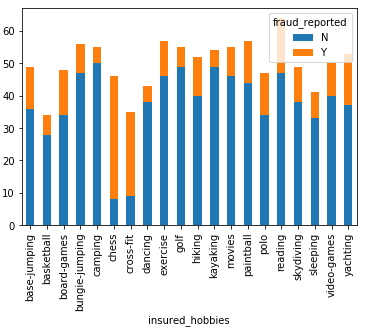 fraud_reported
N
Y
60
50
40
30
20
10
0
base-jumping
basketball
board-games
bungie-jumping
camping
chess
cross-fit
dancing
exercise
golf
hiking
kayaking
movies
paintball
polo
reading
skydiving
sleeping
video-games
yachting
insured_hobbies